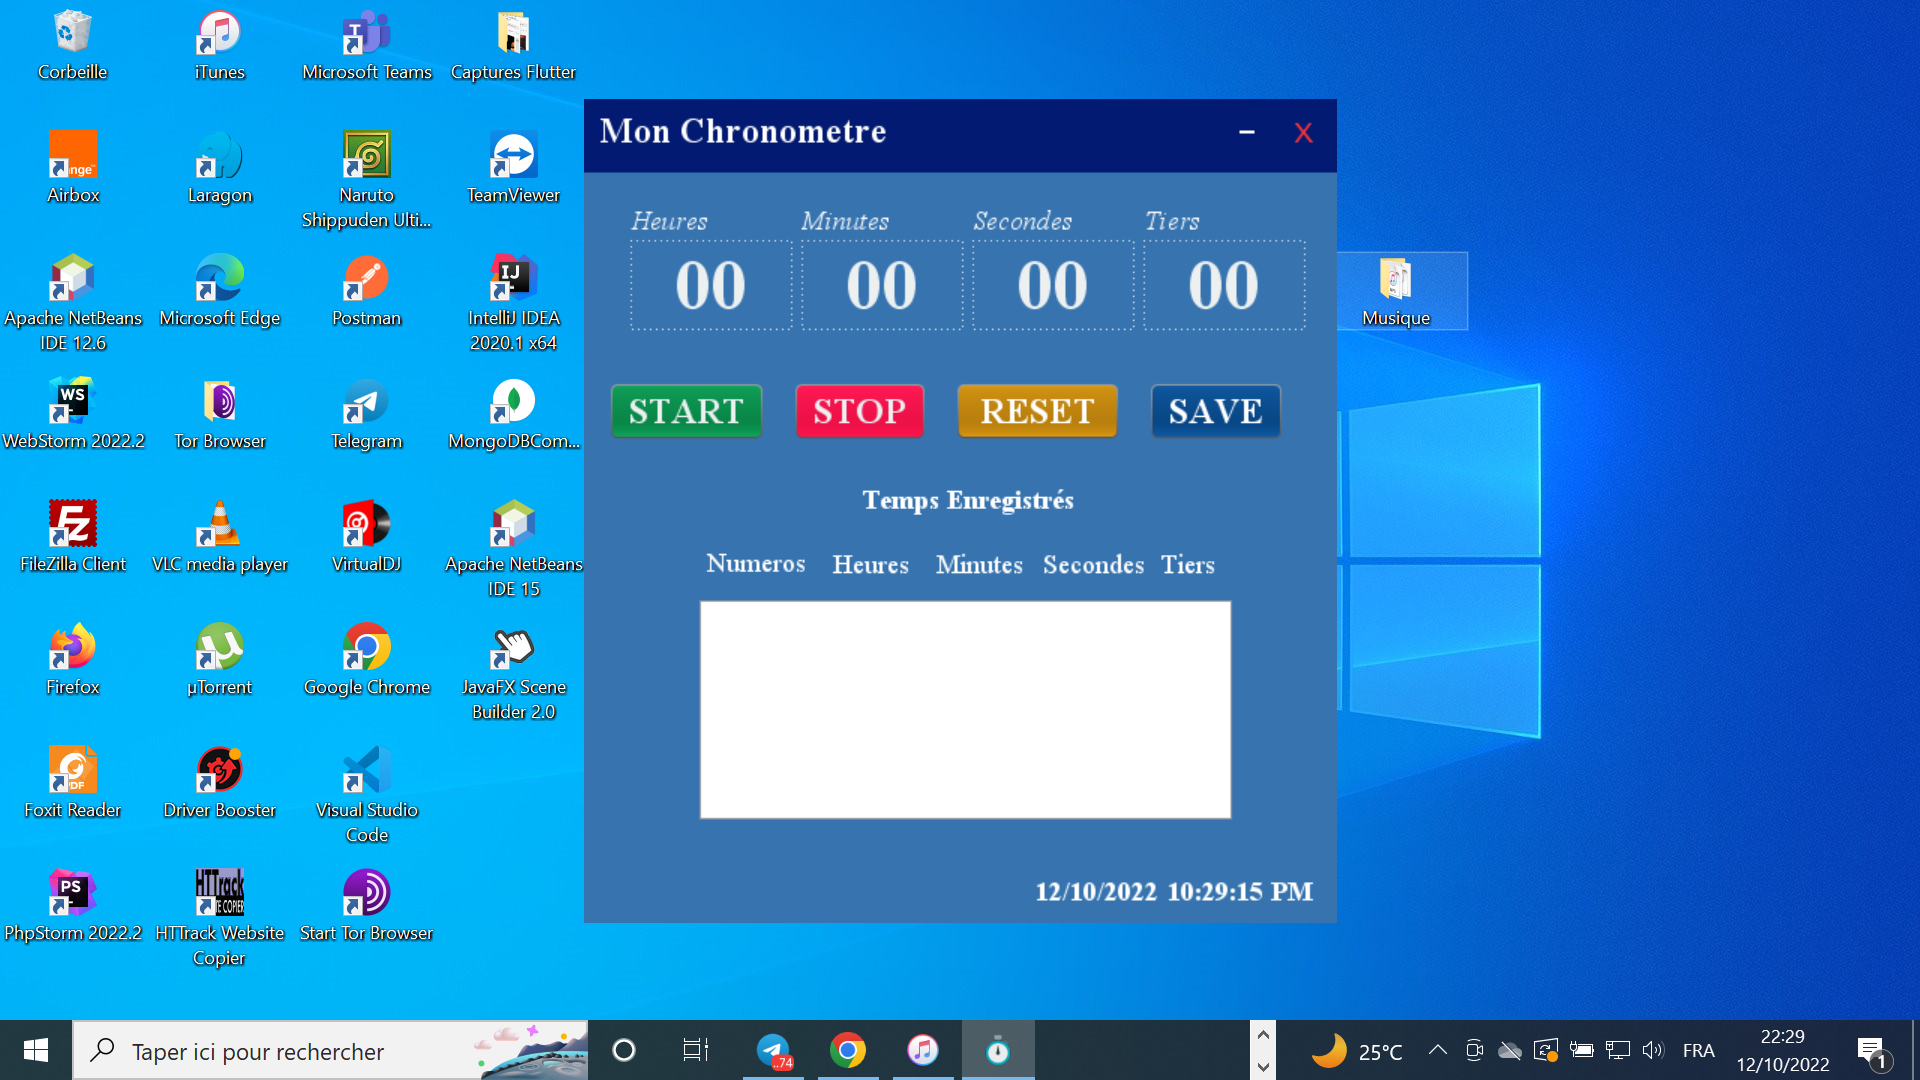 Corbeille
iTunes
Microsoft Teams
Captures Flutter
Airbox
Laragon
Naruto
Shippuden Ulti...
TeamViewer
Apache NetBeans
IDE 12.6
Microsoft Edge
Postman
IntelliJ IDEA
2020.1 x64
WebStorm 2022.2
Tor Browser
Telegram
MongoDBCom...
FileZilla Client
VLC media player
VirtualDJ
Apache NetBeans
IDE 15
Firefox
µTorrent
Google Chrome
JavaFX Scene
Builder 2.0
Foxit Reader
Driver Booster
Visual Studio
Code
PhpStorm 2022.2
HTTrack Website
Copier
Start Tor Browser
Mon Chronometre
X
Heures Minutes Secondes Tiers
00 00 00 00
START STOP RESET SAVE
Temps Enregistrés
Numeros Heures Minutes Secondes Tiers
12/10/2022 10:29:15 PM
Musique
Taper ici pour rechercher
..74
25°C
FRA
22:29
12/10/2022
1